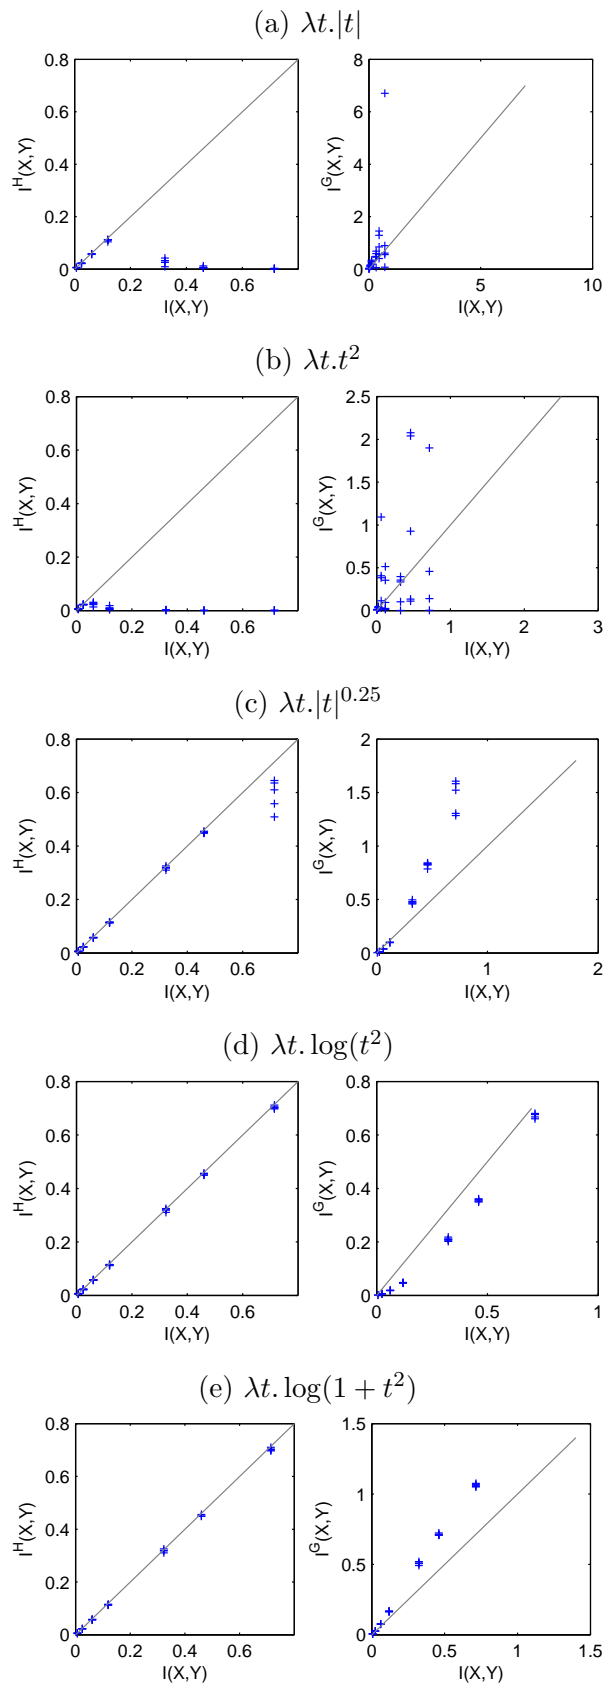 (a) λt.|t|
0.8
0.6
0.4
0.2
0
0 0.2 0.4 0.6
I^H(X,Y)
I(X,Y)
8
6
4
2
0
0 5 10
I^G(X,Y)
I(X,Y)
(b) λt.t^2
0.8
0.6
0.4
0.2
0
0 0.2 0.4 0.6
I^H(X,Y)
I(X,Y)
2.5
2
1.5
1
0.5
0
0 1 2 3
I^G(X,Y)
I(X,Y)
(c) λt.|t|^0.25
0.8
0.6
0.4
0.2
0
0 0.2 0.4 0.6
I^H(X,Y)
I(X,Y)
2
1.5
1
0.5
0
0 1 2
I^G(X,Y)
I(X,Y)
(d) λt. log(t^2)
0.8
0.6
0.4
0.2
0
0 0.2 0.4 0.6
I^H(X,Y)
I(X,Y)
0.8
0.6
0.4
0.2
0
0 0.5 1
I^G(X,Y)
I(X,Y)
(e) λt. log(1 + t^2)
0.8
0.6
0.4
0.2
0
0 0.2 0.4 0.6
I^H(X,Y)
I(X,Y)
1.5
1
0.5
0
0 0.5 1 1.5
I^G(X,Y)
I(X,Y)